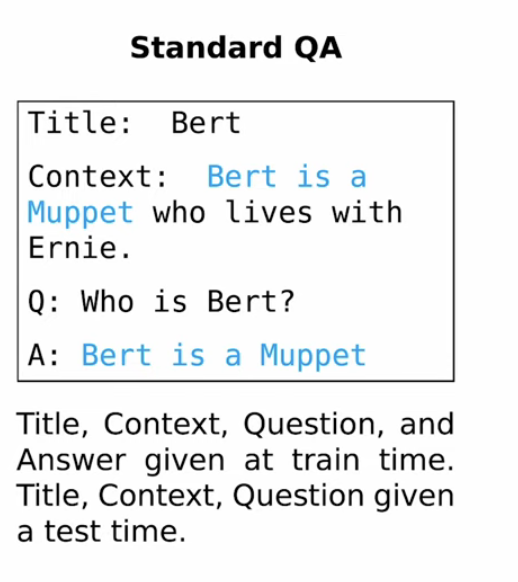 Standard QA
Title: Bert
Context: Bert is a
Muppet who lives with
Ernie.
Q: Who is Bert?
A: Bert is a Muppet
Title, Context, Question, and
Answer given at train time.
Title, Context, Question given
a test time.